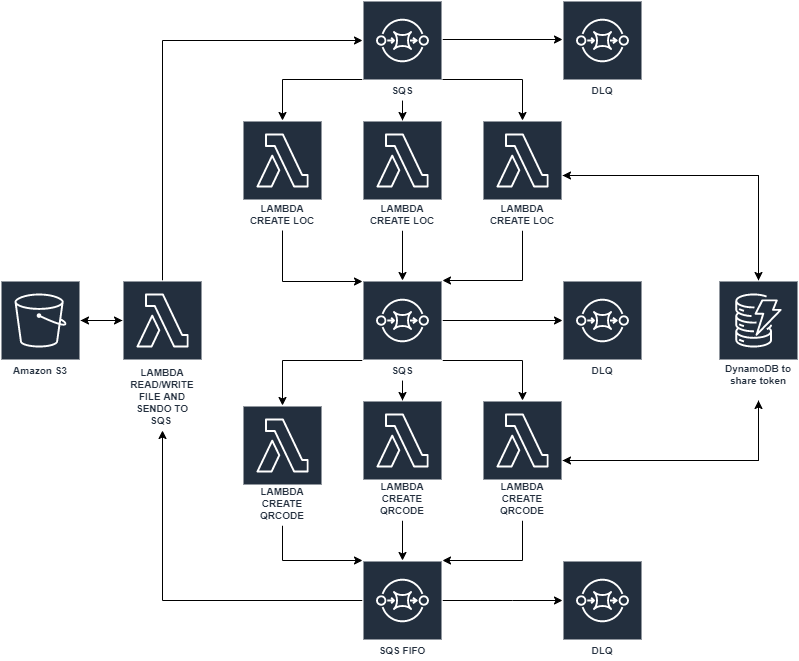 SQS
DLQ
LAMBDA
CREATE LOC
LAMBDA
CREATE LOC
LAMBDA
CREATE LOC
Amazon S3
LAMBDA
READ/WRITE
FILE AND
SENDO TO
SQS
SQS
DLQ
DynamoDB to
share token
LAMBDA
CREATE
QRCODE
LAMBDA
CREATE
QRCODE
LAMBDA
CREATE
QRCODE
SQS FIFO
DLQ